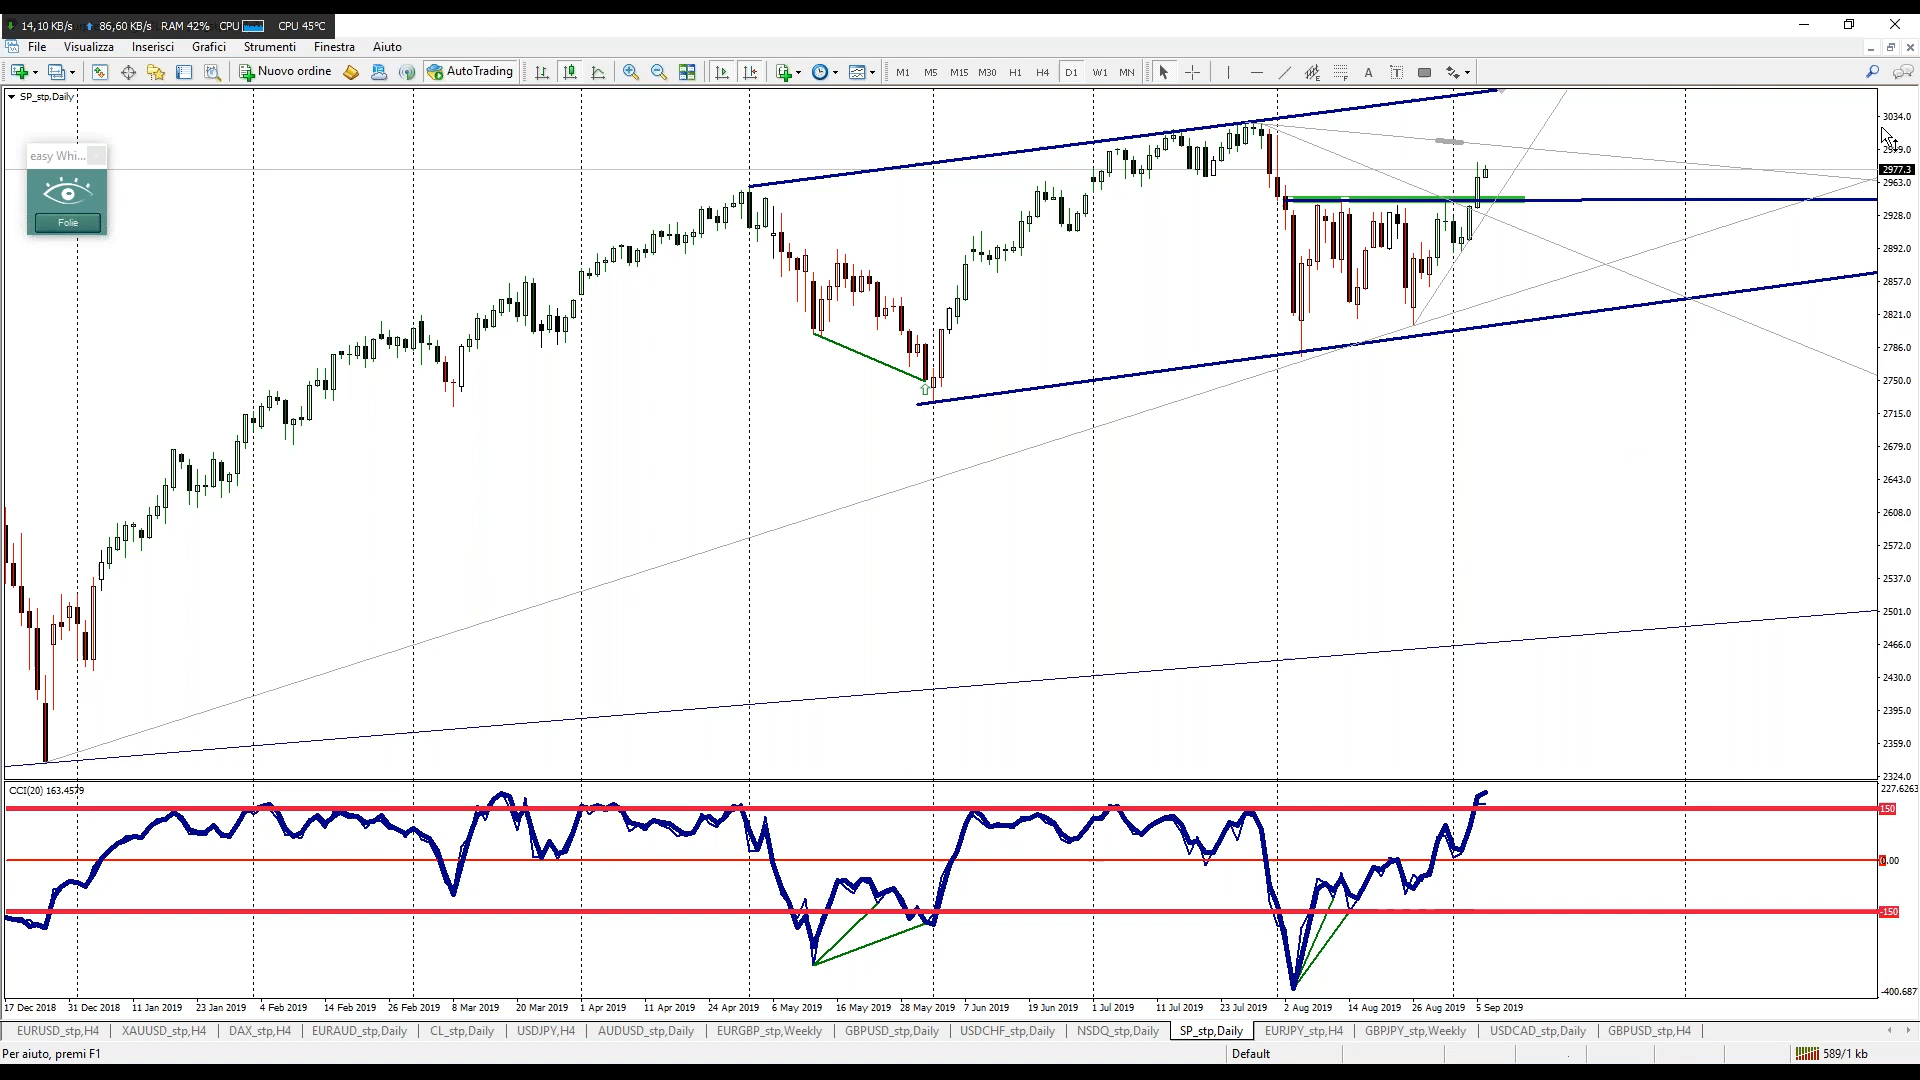 14,10 KB/s 86,60 KB/s RAM 42% CPU CPU 45°C
File Visualizza Inserisci Grafici Strumenti Finestra Aiuto
Nuovo ordine AutoTrading M1 M5 M15 M30 H1 H4 D1 W1 MN A T
SP_stp,Daily
easy Whi...
Folie
3034.0
2977.3
2963.0
2928.0
2892.0
2857.0
2821.0
2786.0
2750.0
2715.0
2679.0
2643.0
2608.0
2572.0
2537.0
2501.0
2466.0
2430.0
2395.0
2359.0
2324.0
CCI(20) 163.4579
227.6263
150
0.00
-150
-400.687
17 Dec 2018 31 Dec 2018 11 Jan 2019 23 Jan 2019 4 Feb 2019 14 Feb 2019 26 Feb 2019 8 Mar 2019 20 Mar 2019 1 Apr 2019 11 Apr 2019 24 Apr 2019 6 May 2019 16 May 2019 28 May 2019 7 Jun 2019 19 Jun 2019 1 Jul 2019 11 Jul 2019 23 Jul 2019 2 Aug 2019 14 Aug 2019 26 Aug 2019 5 Sep 2019
EURUSD_stp,H4 XAUUSD_stp,H4 DAX_stp,H4 EURAUD_stp,Daily CL_stp,Daily USDJPY,H4 AUDUSD_stp,Daily EURGBP_stp,Weekly GBPUSD_stp,Daily USDCHF_stp,Daily NSDQ_stp,Daily SP_stp,Daily EURJPY_stp,H4 GBPJPY_stp,Weekly USDCAD_stp,Daily GBPUSD_stp,H4
Per aiuto, premi F1 Default 589/1 kb